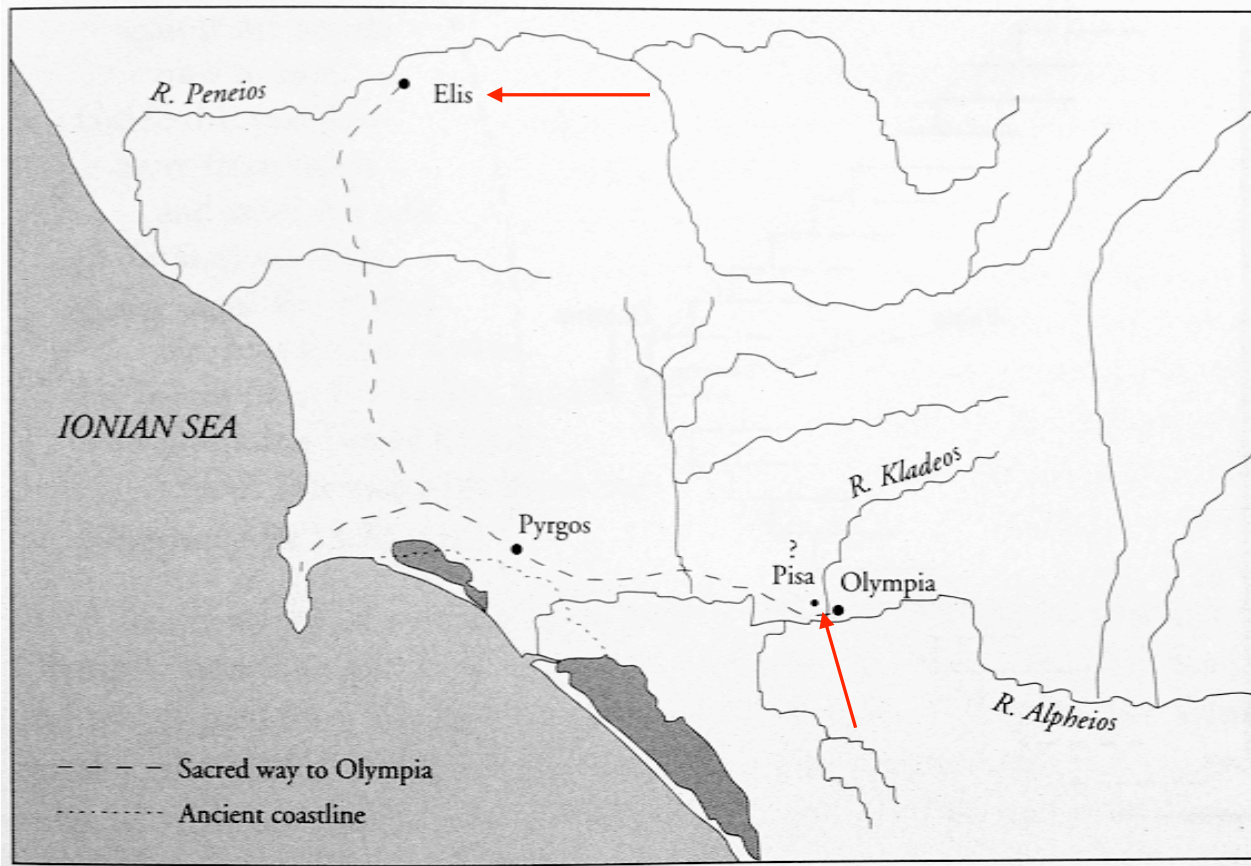 R. Peneios
Elis
IONIAN SEA
R. Kladeos
Pyrgos
?
Pisa
Olympia
R. Alpheios
Sacred way to Olympia
Ancient coastline